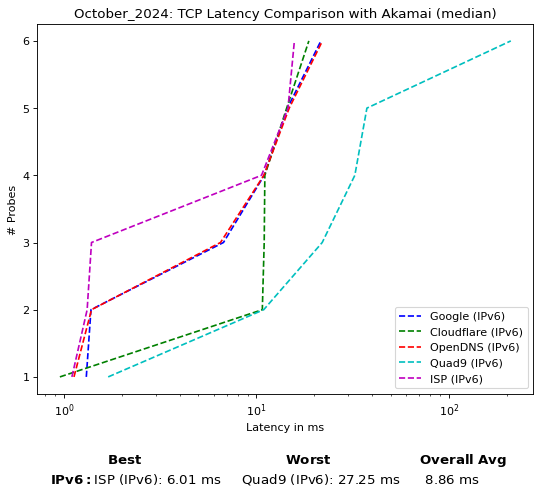 October_2024: TCP Latency Comparison with Akamai (median)
# Probes
6
5
4
3
2
1
Google (IPv6)
Cloudflare (IPv6)
OpenDNS (IPv6)
Quad9 (IPv6)
ISP (IPv6)
10⁰ 10¹ 10²
Latency in ms
Best Worst Overall Avg
IPv6: ISP (IPv6): 6.01 ms Quad9 (IPv6): 27.25 ms 8.86 ms